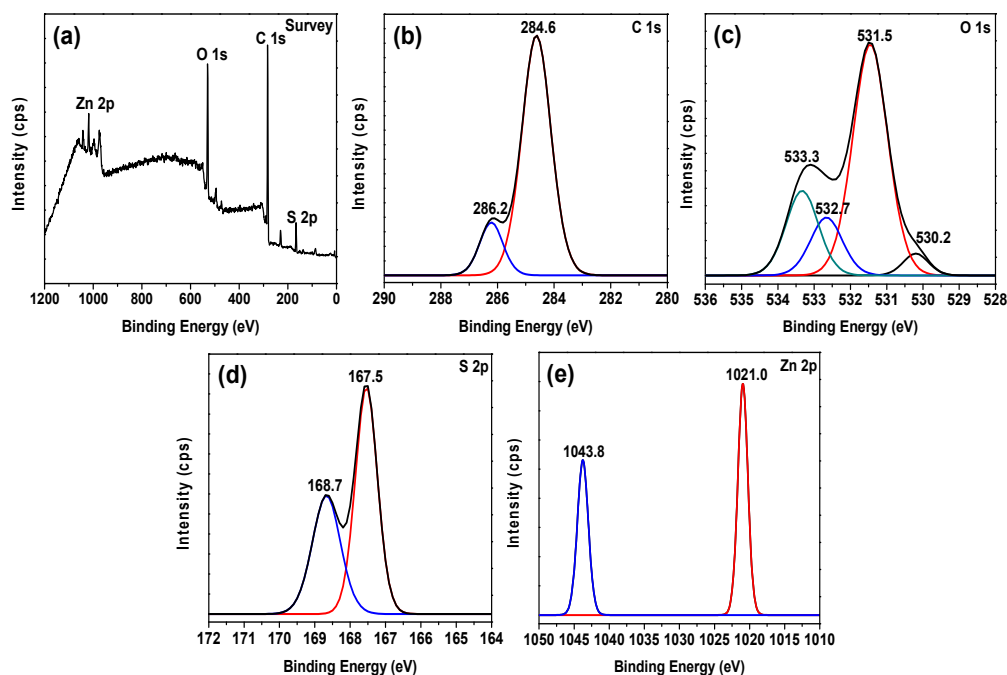 (a)
Survey
C 1s
O 1s
Zn 2p
S 2p
Intensity (cps)
1200 1000 800 600 400 200 0
Binding Energy (eV)
(b)
284.6
C 1s
286.2
Intensity (cps)
290 288 286 284 282 280
Binding Energy (eV)
(c)
531.5
O 1s
533.3
532.7
530.2
Intensity (cps)
536 535 534 533 532 531 530 529 528
Binding Energy (eV)
(d)
167.5
S 2p
168.7
Intensity (cps)
172 171 170 169 168 167 166 165 164
Binding Energy (eV)
(e)
1021.0
Zn 2p
1043.8
Intensity (cps)
1050 1045 1040 1035 1030 1025 1020 1015 1010
Binding Energy (eV)